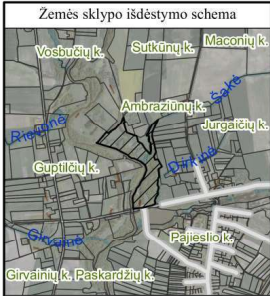 Žemės sklypo išdėstymo schema
Vosbučių k.
Sutkūnų k.
Maconių k.
Ambraziūnų k.
Šakė
Jurgaičių k.
Guptilčių k.
Dirkinė
Pajieslio k.
Girvainių k.
Paskardžių k.